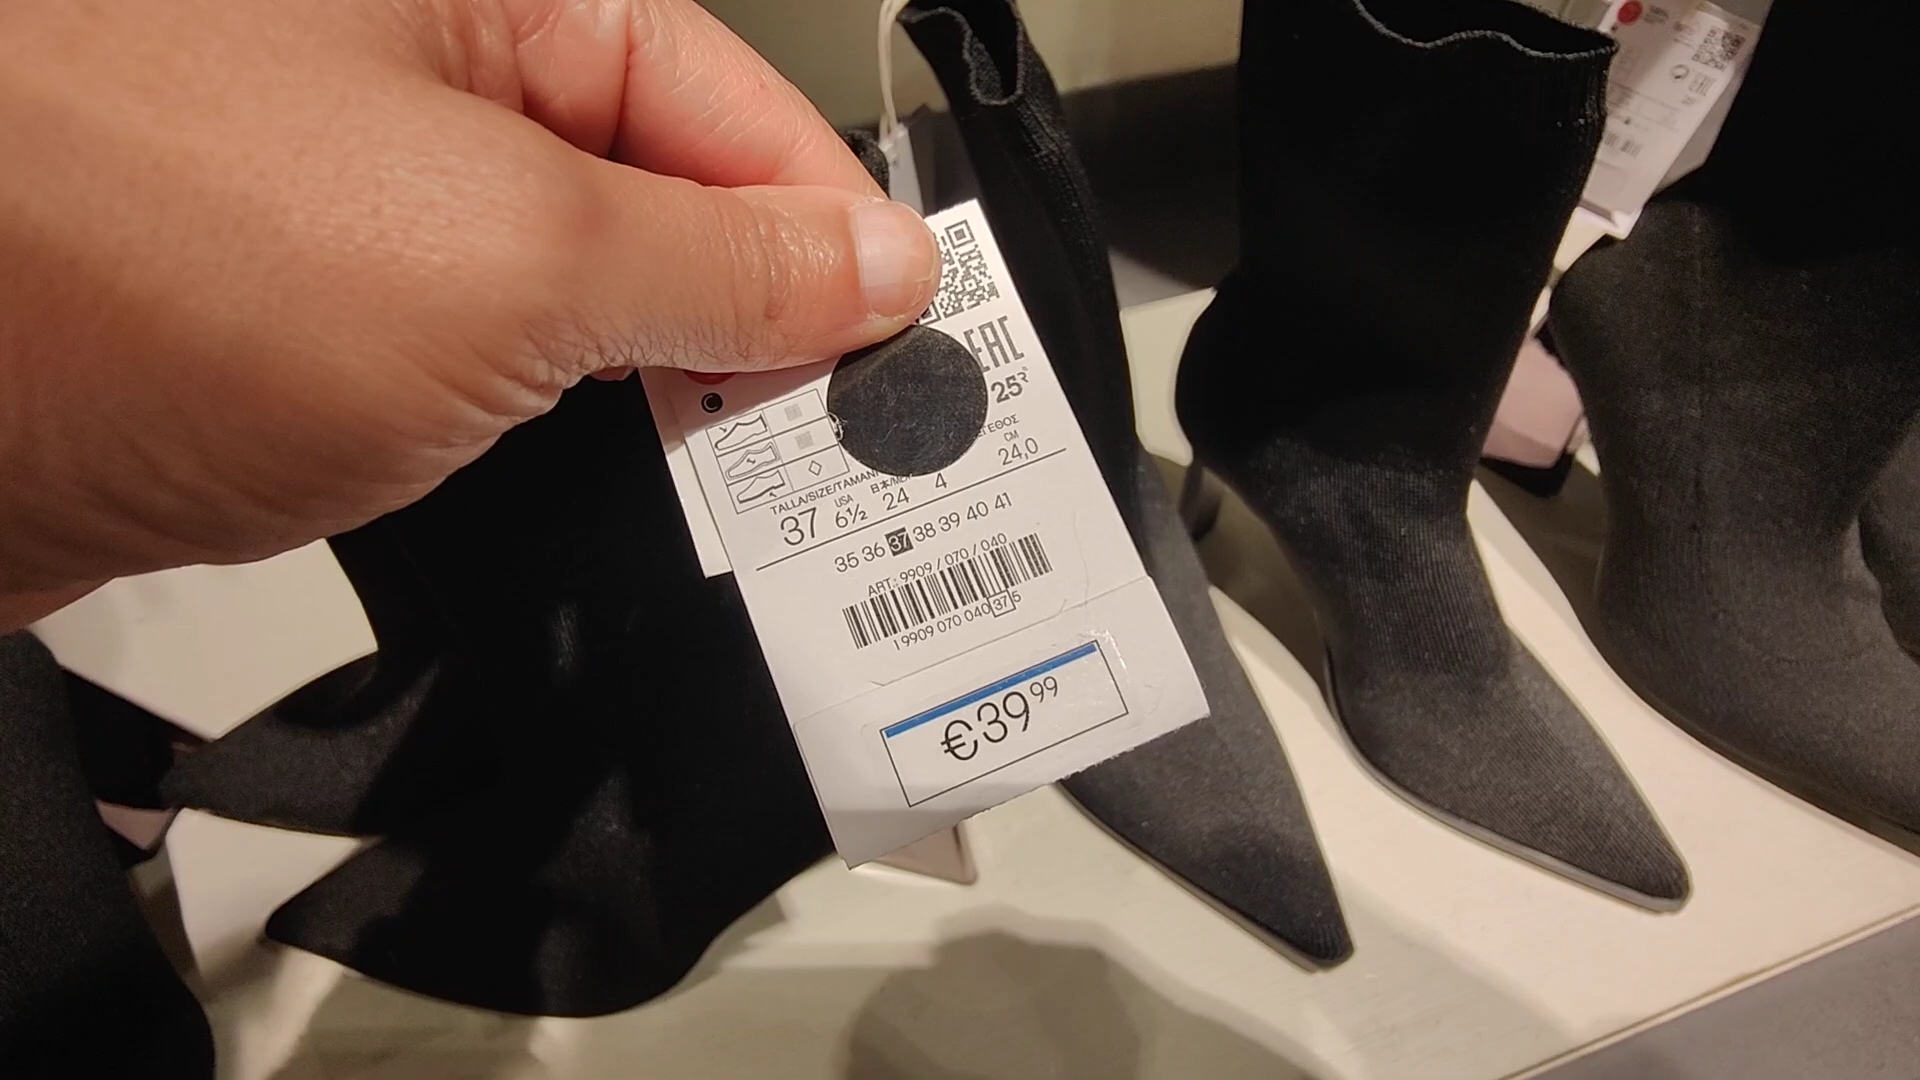 EAC
25
TALLA/SIZE/TAMAN
USA
CM
37 6½ 24 4 24,0
35 36 37 38 39 40 41
ART.: 9909 / 070 / 040
1 9909 070 040 37 5
€39⁹⁹